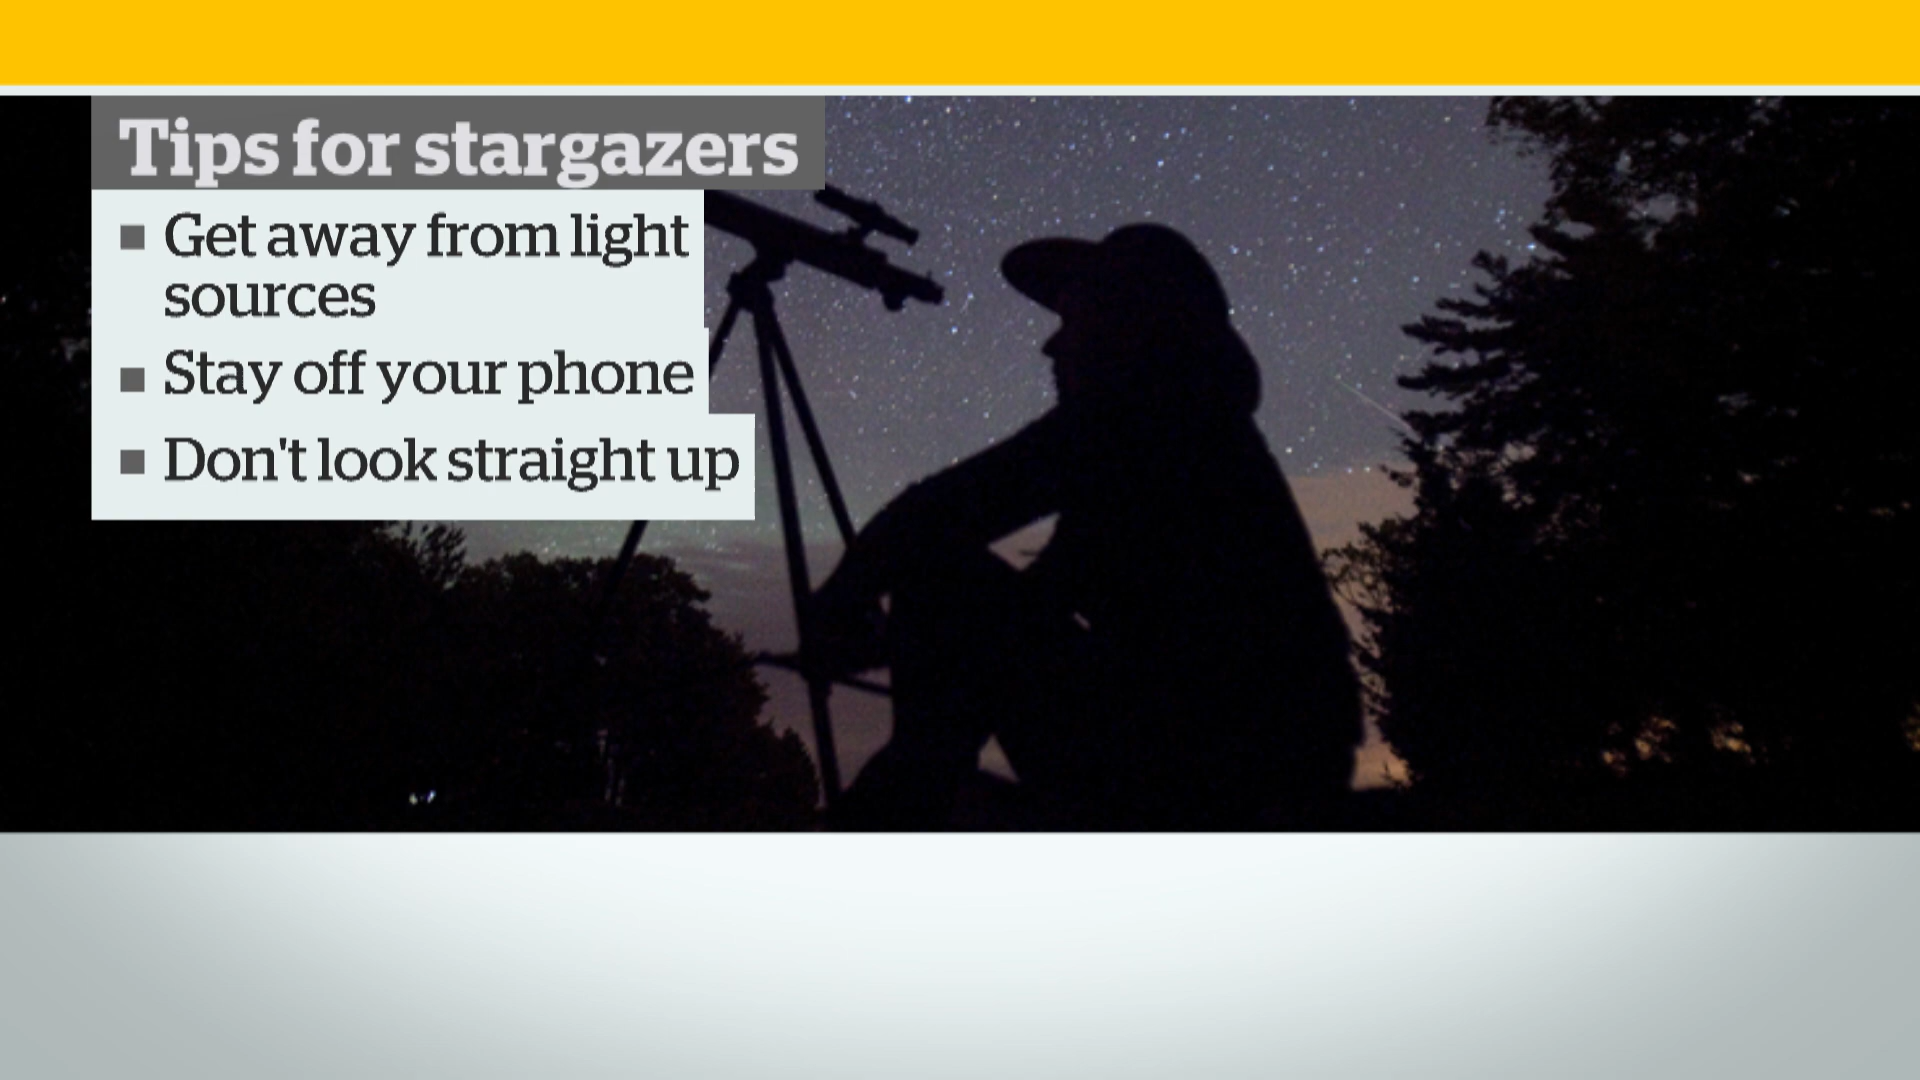 Tips for stargazers
Get away from light
sources
Stay off your phone
Don't look straight up